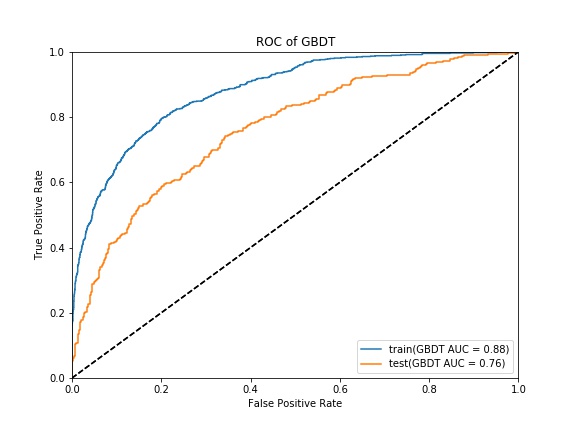 ROC of GBDT
True Positive Rate
1.0
0.8
0.6
0.4
0.2
0.0
0.0 0.2 0.4 0.6 0.8 1.0
False Positive Rate
train(GBDT AUC = 0.88)
test(GBDT AUC = 0.76)